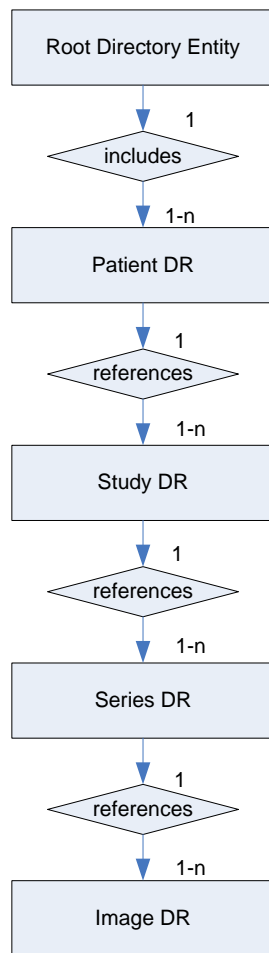 Root Directory Entity
1
includes
1-n
Patient DR
1
references
1-n
Study DR
1
references
1-n
Series DR
1
references
1-n
Image DR